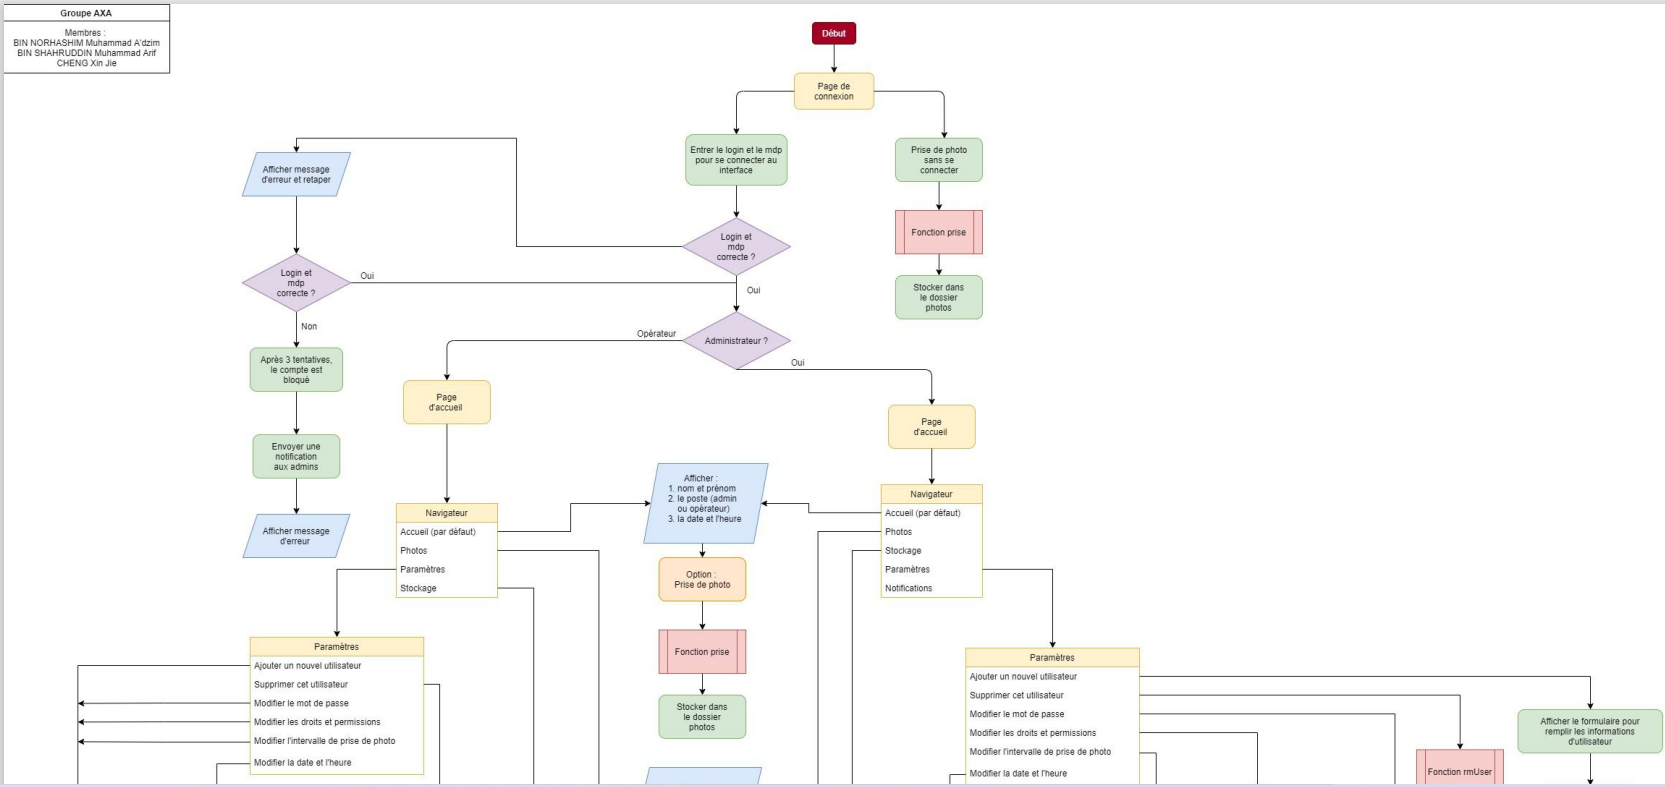 Groupe AXA
Membres :
BIN NORHASHIM Muhammad A'dzim
BIN SHAHRUDDIN Muhammad Arif
CHENG Xin Jie
Début
Page de
connexion
Entrer le login et le mdp
pour se connecter au
interface
Prise de photo
sans se
connecter
Afficher message
d'erreur et retaper
Login et
mdp
correcte ?
Fonction prise
Login et
mdp
correcte ?
Oui
Oui
Stocker dans
le dossier
photos
Non
Opérateur
Administrateur ?
Oui
Après 3 tentatives,
le compte est
bloqué
Page
d'accueil
Page
d'accueil
Envoyer une
notification
aux admins
Afficher message
d'erreur
Navigateur
Accueil (par défaut)
Photos
Paramètres
Stockage
Afficher :
1. nom et prénom
2. le poste (admin
ou opérateur)
3. la date et l'heure
Option :
Prise de photo
Fonction prise
Stocker dans
le dossier
photos
Navigateur
Accueil (par défaut)
Photos
Stockage
Paramètres
Notifications
Paramètres
Ajouter un nouvel utilisateur
Supprimer cet utilisateur
Modifier le mot de passe
Modifier les droits et permissions
Modifier l'intervalle de prise de photo
Modifier la date et l'heure
Paramètres
Ajouter un nouvel utilisateur
Supprimer cet utilisateur
Modifier le mot de passe
Modifier les droits et permissions
Modifier l'intervalle de prise de photo
Modifier la date et l'heure
Afficher le formulaire pour
remplir les informations
d'utilisateur
Fonction rmUser